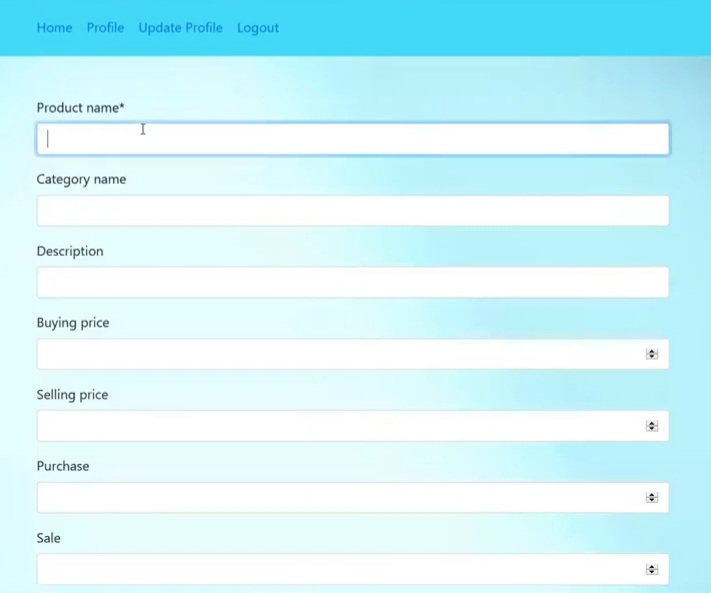 Home Profile Update Profile Logout
Product name*
Category name
Description
Buying price
Selling price
Purchase
Sale